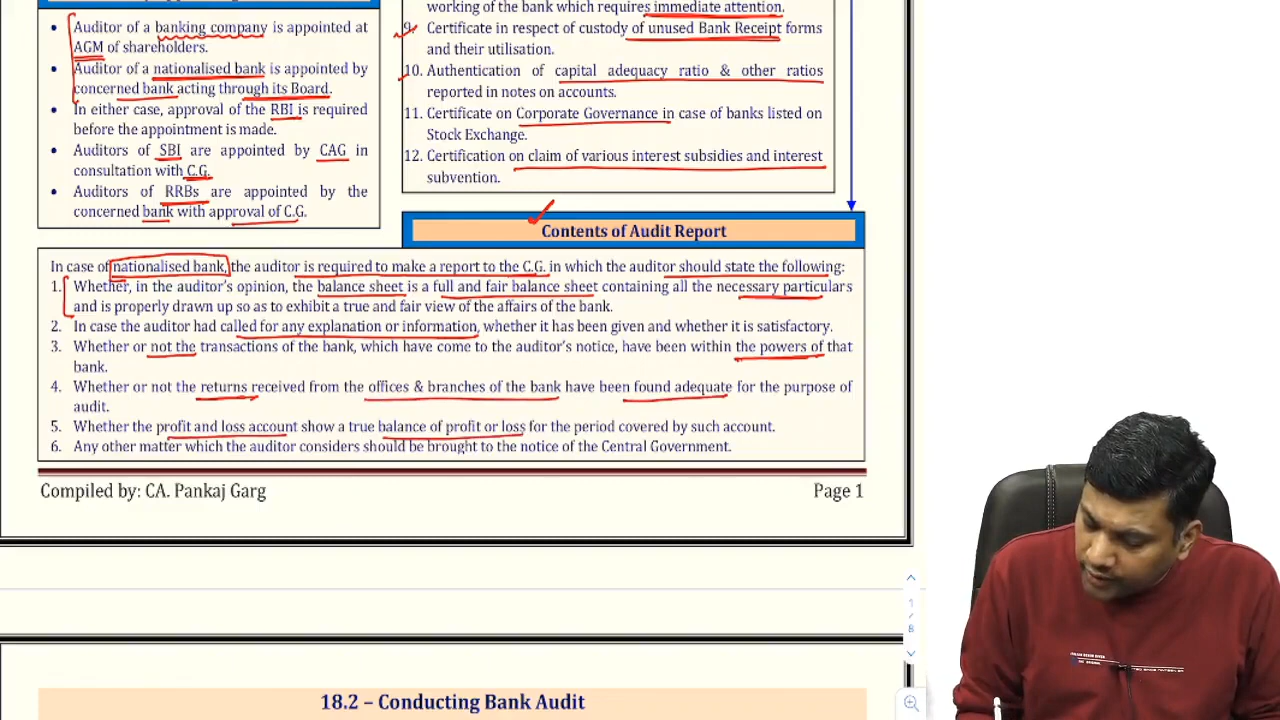 • Auditor of a banking company is appointed at
AGM of shareholders.
• Auditor of a nationalised bank is appointed by
concerned bank acting through its Board.
• In either case, approval of the RBI is required
before the appointment is made.
• Auditors of SBI are appointed by CAG in
consultation with C.G.
• Auditors of RRBs are appointed by the
concerned bank with approval of C.G.
working of the bank which requires immediate attention.
9. Certificate in respect of custody of unused Bank Receipt forms
and their utilisation.
10. Authentication of capital adequacy ratio & other ratios
reported in notes on accounts.
11. Certificate on Corporate Governance in case of banks listed on
Stock Exchange.
12. Certification on claim of various interest subsidies and interest
subvention.
Contents of Audit Report
In case of nationalised bank, the auditor is required to make a report to the C.G. in which the auditor should state the following:
1. Whether, in the auditor's opinion, the balance sheet is a full and fair balance sheet containing all the necessary particulars
and is properly drawn up so as to exhibit a true and fair view of the affairs of the bank.
2. In case the auditor had called for any explanation or information, whether it has been given and whether it is satisfactory.
3. Whether or not the transactions of the bank, which have come to the auditor's notice, have been within the powers of that
bank.
4. Whether or not the returns received from the offices & branches of the bank have been found adequate for the purpose of
audit.
5. Whether the profit and loss account show a true balance of profit or loss for the period covered by such account.
6. Any other matter which the auditor considers should be brought to the notice of the Central Government.
Compiled by: CA. Pankaj Garg
Page 1
1
/
8
18.2 – Conducting Bank Audit